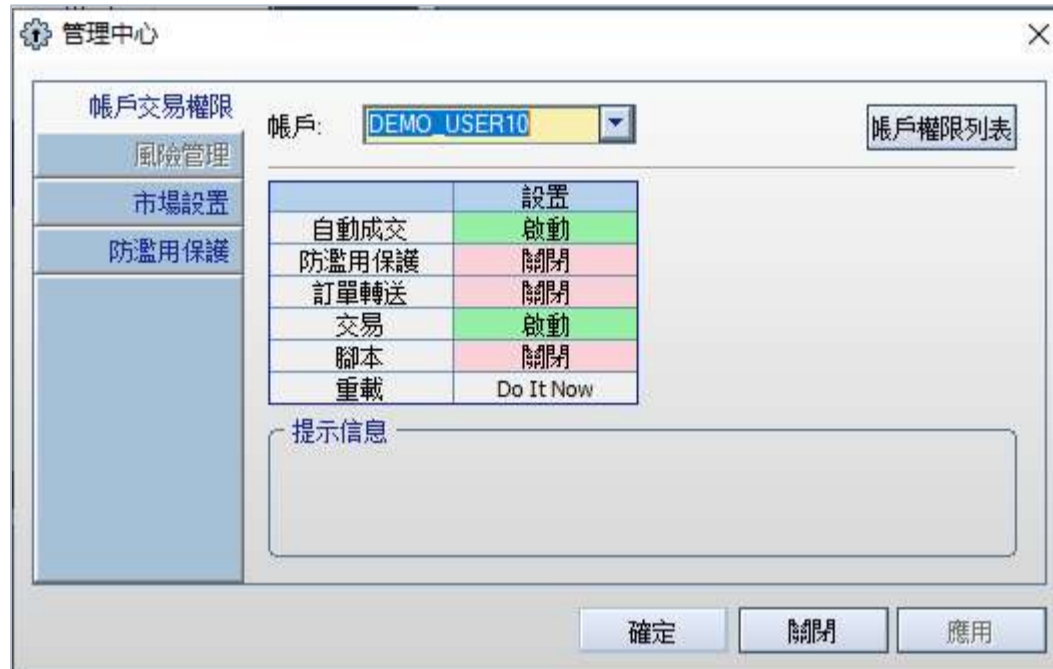 管理中心
帳戶交易權限
風險管理
市場設置
防濫用保護
帳戶: DEMO_USER10
帳戶權限列表
設置
自動成交 啟動
防濫用保護 關閉
訂單轉送 關閉
交易 啟動
腳本 關閉
重載 Do It Now
提示信息
確定 關閉 應用